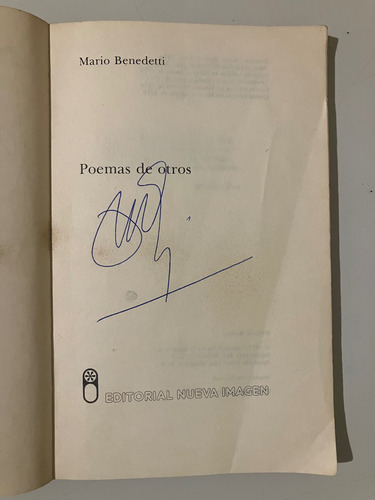 Mario Benedetti
Poemas de otros
EDITORIAL NUEVA IMAGEN